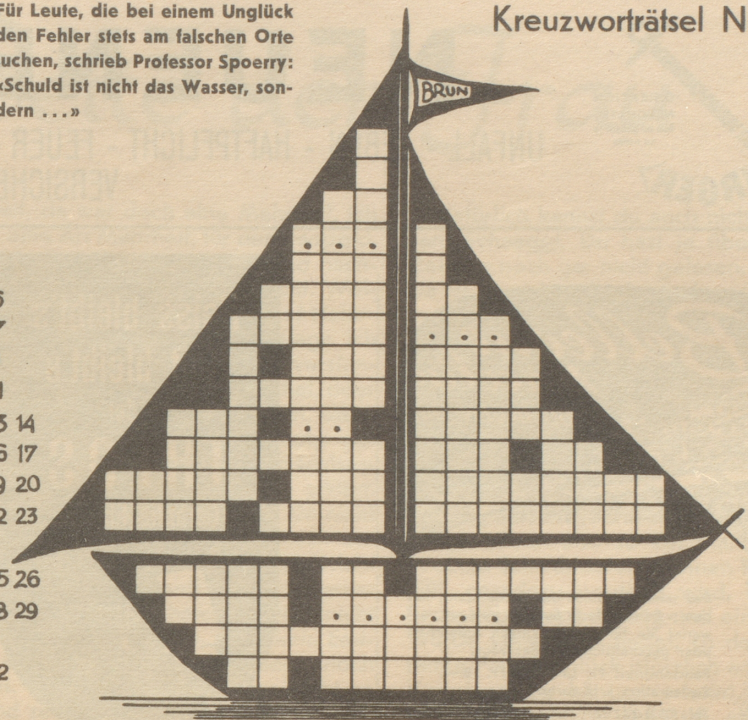 Für Leute, die bei einem Unglück
den Fehler stets am falschen Orte
suchen, schrieb Professor Spoerry:
«Schuld ist nicht das Wasser, son-
dern ...»
Kreuzworträtsel N
BRUN
6
7
1
3 14
6 17
9 20
2 23
5 26
8 29
2